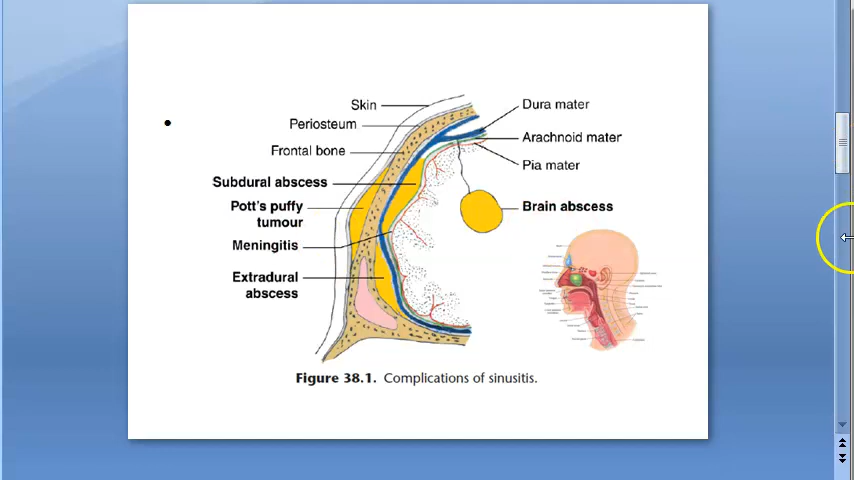 Skin
Periosteum
Frontal bone
Subdural abscess
Pott's puffy
tumour
Meningitis
Extradural
abscess
Dura mater
Arachnoid mater
Pia mater
Brain abscess
Figure 38.1. Complications of sinusitis.